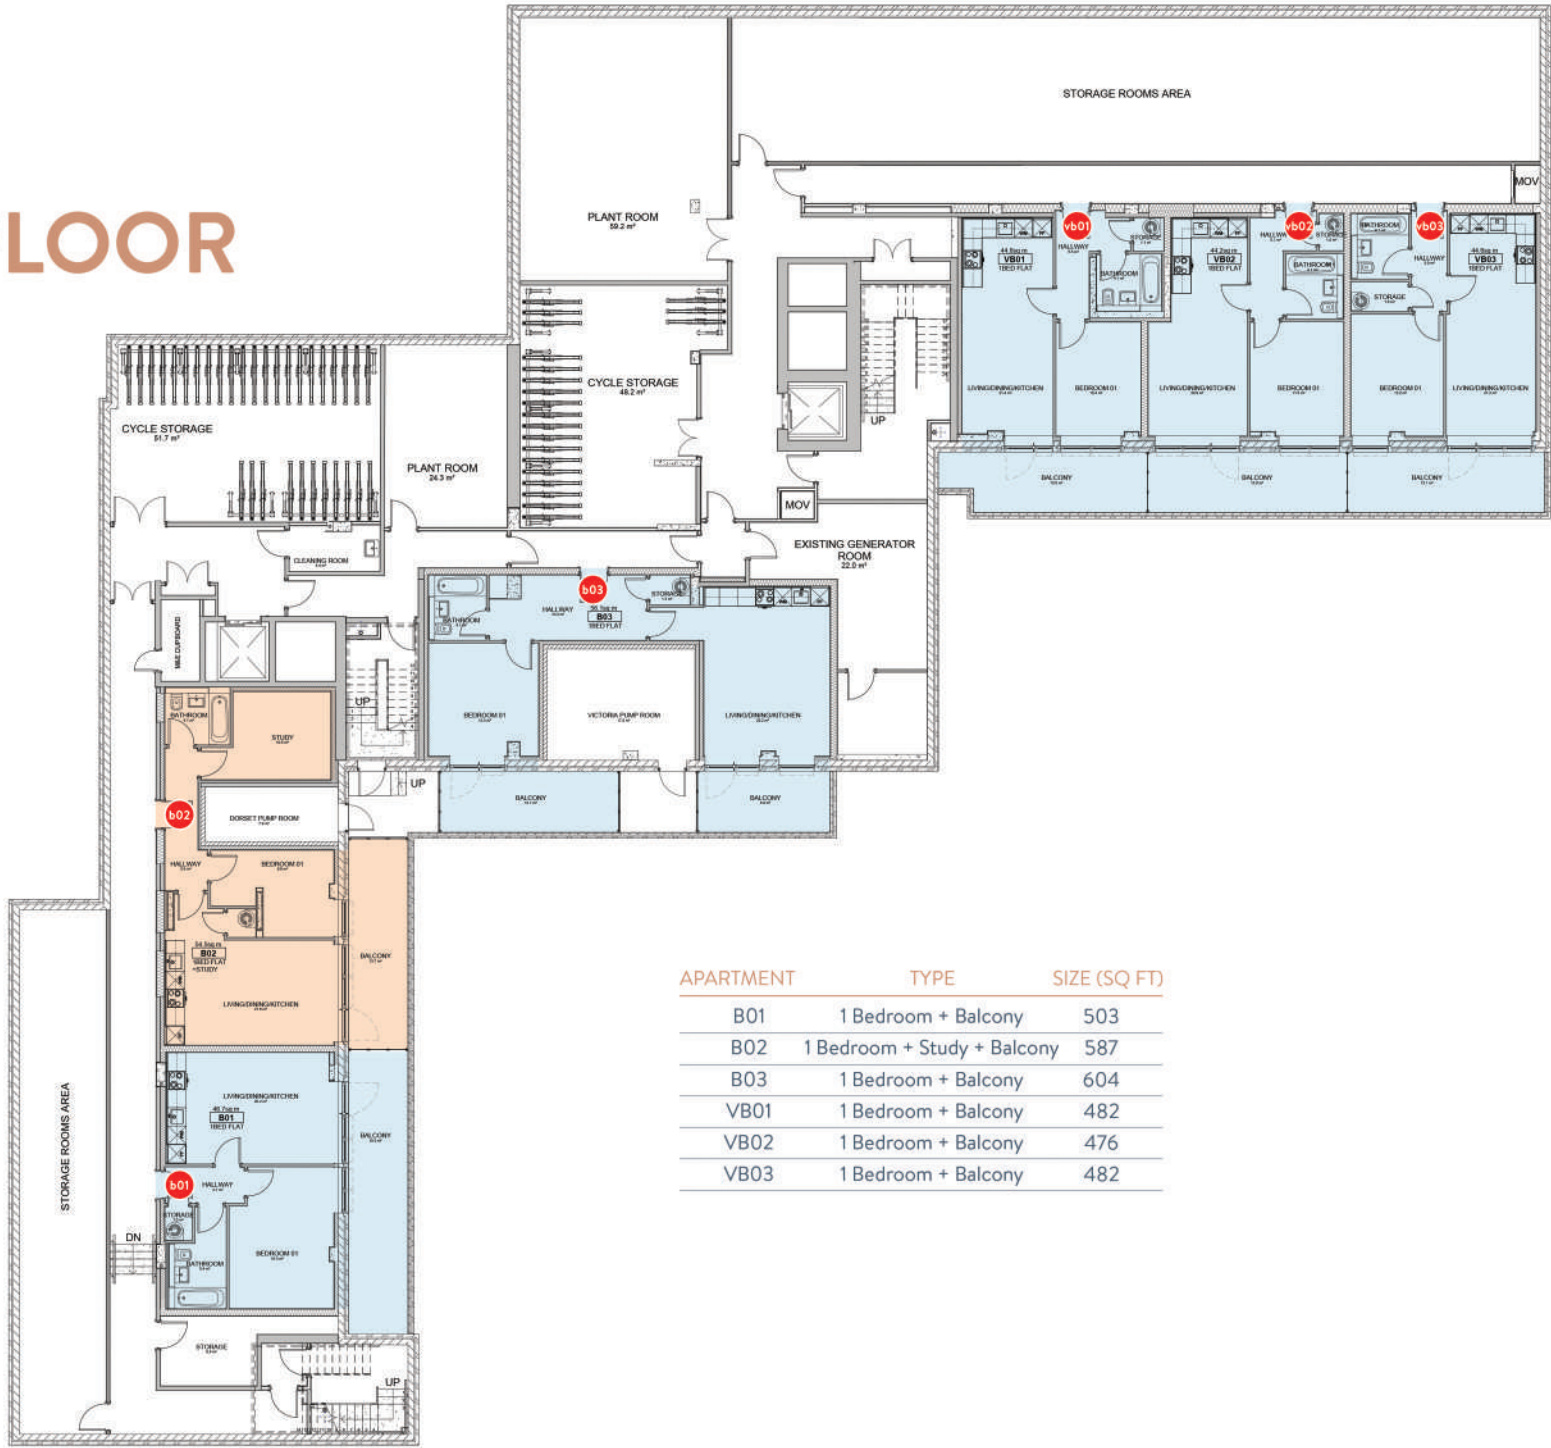 LOOR
STORAGE ROOMS AREA
MOV
PLANT ROOM
59.2 m²
vb01
vb02
vb03
HALLWAY
STORAGE
BATHROOM
44.8sq m
VB01
1BED FLAT
HALLWAY
STORAGE
BATHROOM
44.2sq m
VB02
1BED FLAT
BATHROOM
HALLWAY
STORAGE
VB03
1BED FLAT
LIVING/DINING/KITCHEN
BEDROOM 01
LIVING/DINING/KITCHEN
BEDROOM 01
BEDROOM 01
LIVING/DINING/KITCHEN
BALCONY
BALCONY
BALCONY
CYCLE STORAGE
48.2 m²
UP
CYCLE STORAGE
51.7 m²
PLANT ROOM
24.3 m²
MOV
EXISTING GENERATOR
ROOM
22.0 m²
CLEANING ROOM
b03
HALLWAY
STORAGE
BATHROOM
B03
1BED FLAT
M&E CUPBOARD
UP
BEDROOM 01
VICTORIA PUMP ROOM
LIVING/DINING/KITCHEN
BATHROOM
STUDY
UP
BALCONY
BALCONY
b02
DORSET PUMP ROOM
HALLWAY
BEDROOM 01
B02
1BED FLAT
+STUDY
BALCONY
LIVING/DINING/KITCHEN
LIVING/DINING/KITCHEN
46.7sq m
B01
1BED FLAT
BALCONY
b01
HALLWAY
STORAGE
STORAGE ROOMS AREA
DN
BEDROOM 01
BATHROOM
STORAGE
UP
APARTMENT TYPE SIZE (SQ FT)
B01 1 Bedroom + Balcony 503
B02 1 Bedroom + Study + Balcony 587
B03 1 Bedroom + Balcony 604
VB01 1 Bedroom + Balcony 482
VB02 1 Bedroom + Balcony 476
VB03 1 Bedroom + Balcony 482